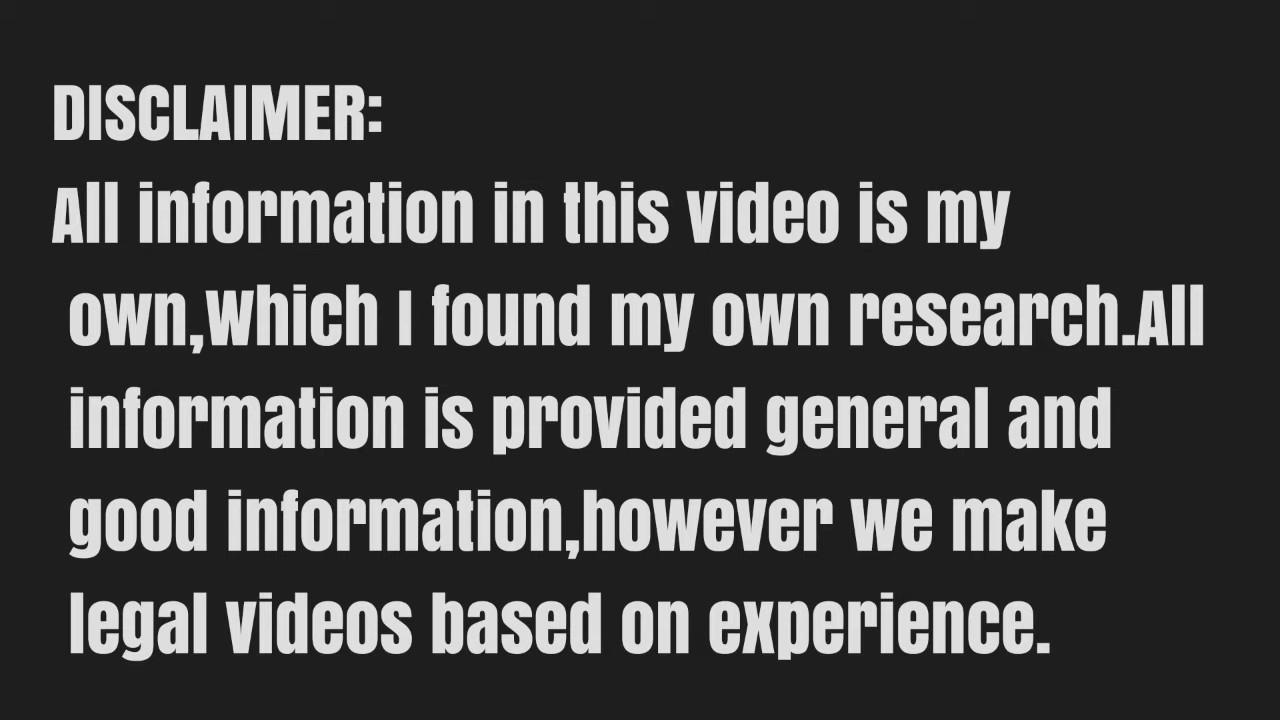 DISCLAIMER:
All information in this video is my
own,Which I found my own research.All
information is provided general and
good information,however we make
legal videos based on experience.